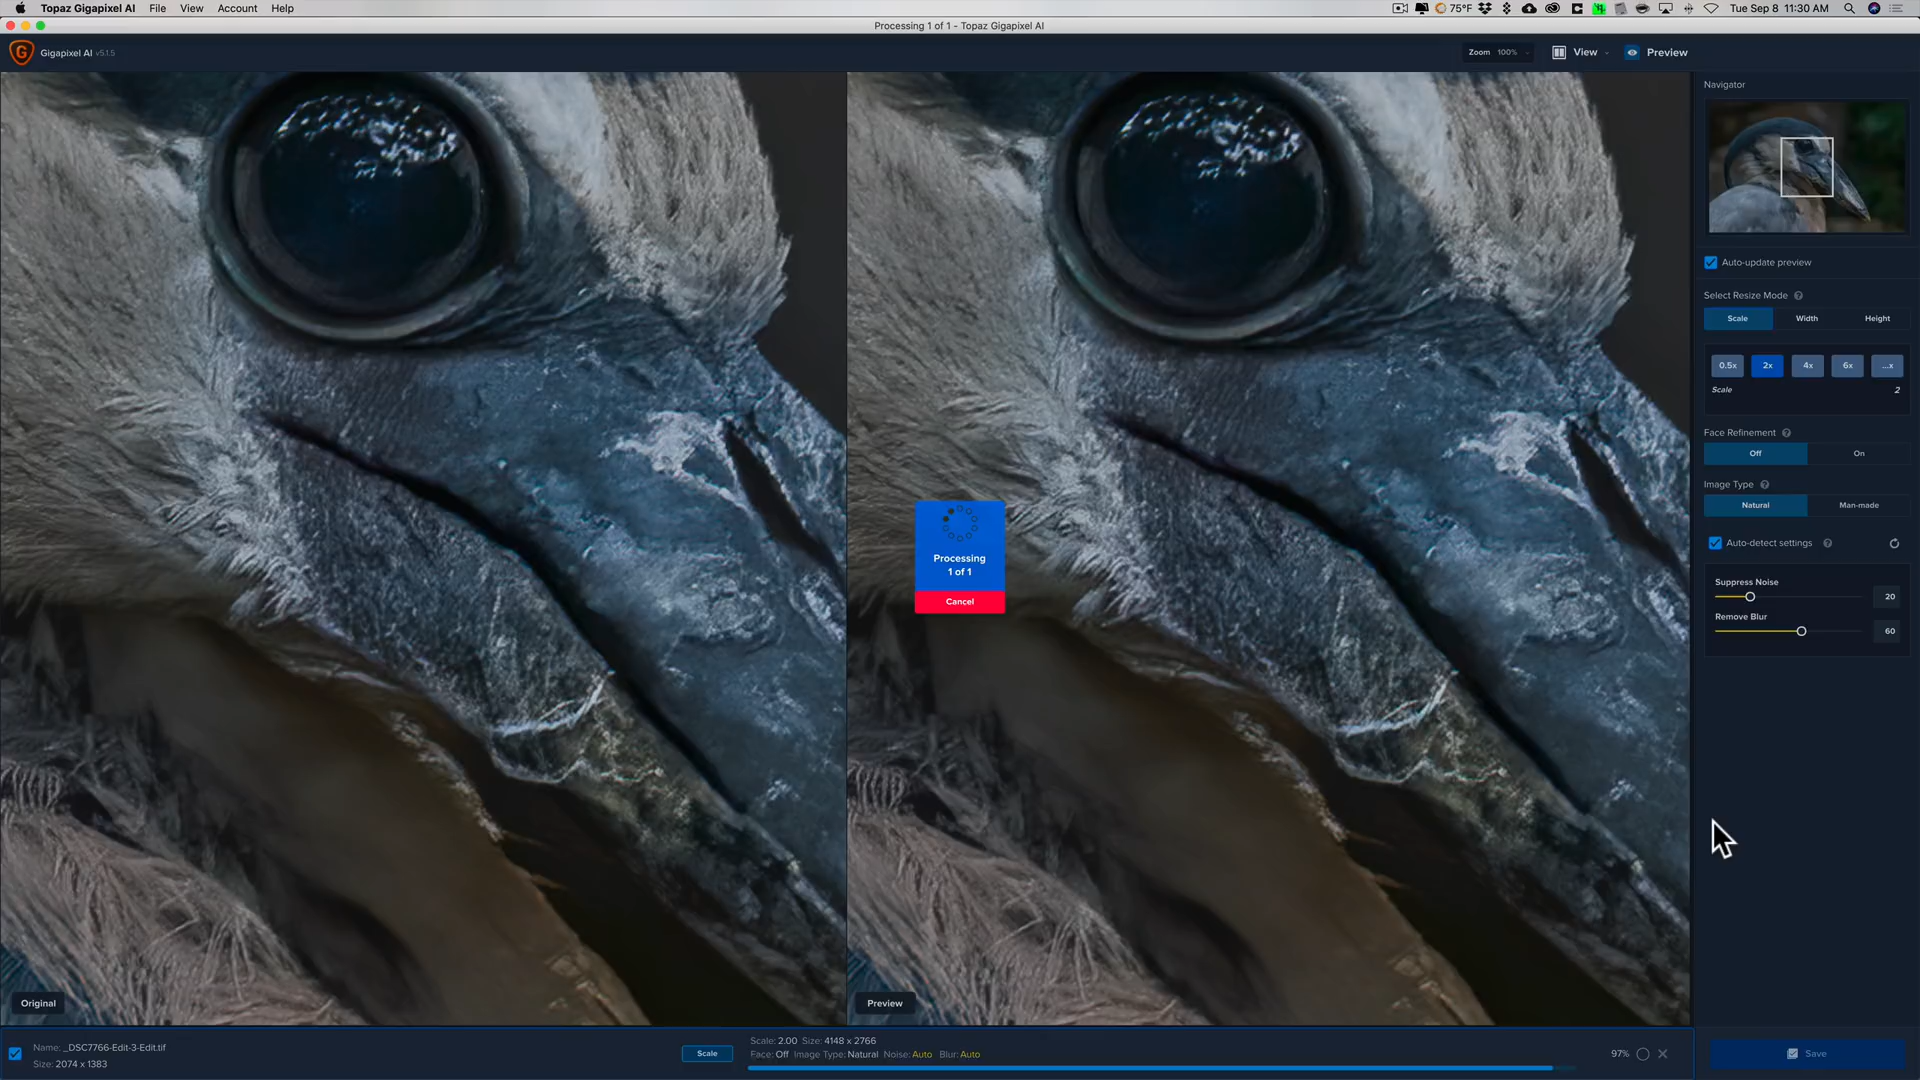 Topaz Gigapixel AI File View Account Help 75°F Tue Sep 8 11:30 AM
Processing 1 of 1 - Topaz Gigapixel AI
Gigapixel AI v5.1.5 Zoom 100% View Preview
Navigator
Auto-update preview
Select Resize Mode
Scale Width Height
0.5x 2x 4x 6x ...x
Scale 2
Face Refinement
Off On
Image Type
Natural Man-made
Auto-detect settings
Suppress Noise
20
Remove Blur
60
Processing
1 of 1
Cancel
Original Preview
Name: _DSC7766-Edit-3-Edit.tif
Size: 2074 x 1383
Scale
Scale: 2.00 Size: 4148 x 2766
Face: Off Image Type: Natural Noise: Auto Blur: Auto
97%
Save